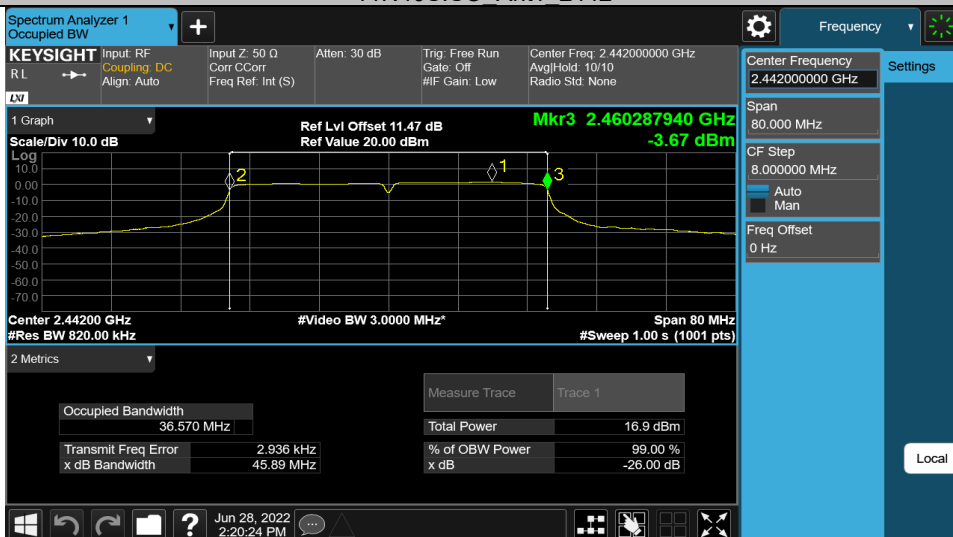 Spectrum Analyzer 1
Occupied BW
+
Frequency
KEYSIGHT
R L
LXI
Input: RF
Coupling: DC
Align: Auto
Input Z: 50 Ω
Corr CCorr
Freq Ref: Int (S)
Atten: 30 dB
Trig: Free Run
Gate: Off
#IF Gain: Low
Center Freq: 2.442000000 GHz
Avg|Hold: 10/10
Radio Std: None
Center Frequency
2.442000000 GHz
Settings
Span
80.000 MHz
CF Step
8.000000 MHz
Auto
Man
Freq Offset
0 Hz
Local
1 Graph
Scale/Div 10.0 dB
Ref Lvl Offset 11.47 dB
Ref Value 20.00 dBm
Mkr3 2.460287940 GHz
-3.67 dBm
Log
10.0
0.00
-10.0
-20.0
-30.0
-40.0
-50.0
-60.0
-70.0
2
1
3
Center 2.44200 GHz
#Res BW 820.00 kHz
#Video BW 3.0000 MHz*
Span 80 MHz
#Sweep 1.00 s (1001 pts)
2 Metrics
Measure Trace Trace 1
Occupied Bandwidth
36.570 MHz
Total Power 16.9 dBm
Transmit Freq Error 2.936 kHz
% of OBW Power 99.00 %
x dB Bandwidth 45.89 MHz
x dB -26.00 dB
?
Jun 28, 2022
2:20:24 PM